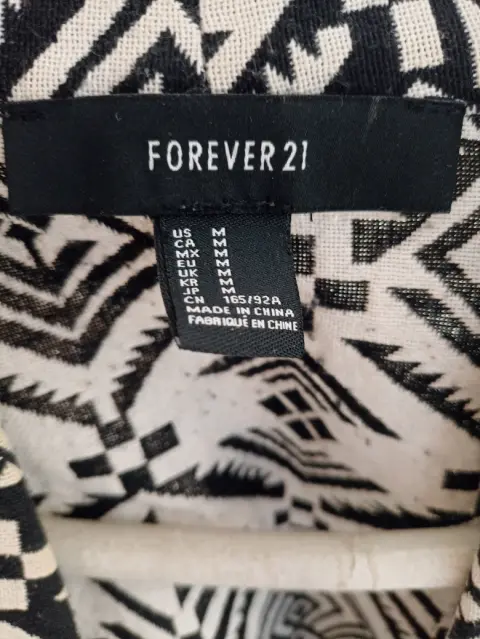 FOREVER 21
US M
CA M
MX M
EU M
UK M
KR M
JP M
CN 165/92A
MADE IN CHINA
FABRIQUÉ EN CHINE